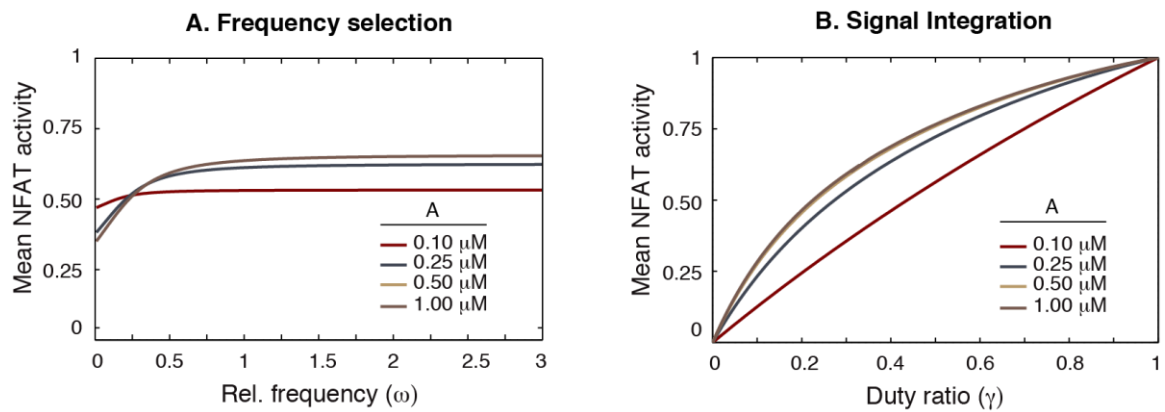 A. Frequency selection
Mean NFAT activity
1
0.75
0.50
0.25
0
0
0.5
1
1.5
2
2.5
3
Rel. frequency (ω)
A
0.10 μM
0.25 μM
0.50 μM
1.00 μM
B. Signal Integration
Mean NFAT activity
1
0.75
0.50
0.25
0
0
0.2
0.4
0.6
0.8
1
Duty ratio (γ)
A
0.10 μM
0.25 μM
0.50 μM
1.00 μM